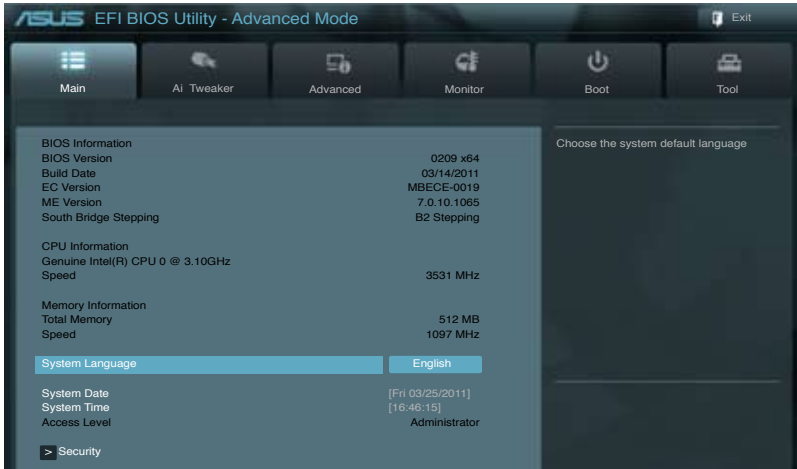 ASUS EFI BIOS Utility - Advanced Mode Exit
Main Ai Tweaker Advanced Monitor Boot Tool
Choose the system default language
BIOS Information
BIOS Version 0209 x64
Build Date 03/14/2011
EC Version MBECE-0019
ME Version 7.0.10.1065
South Bridge Stepping B2 Stepping
CPU Information
Genuine Intel(R) CPU 0 @ 3.10GHz
Speed 3531 MHz
Memory Information
Total Memory 512 MB
Speed 1097 MHz
System Language English
System Date [Fri 03/25/2011]
System Time [16:46:15]
Access Level Administrator
> Security